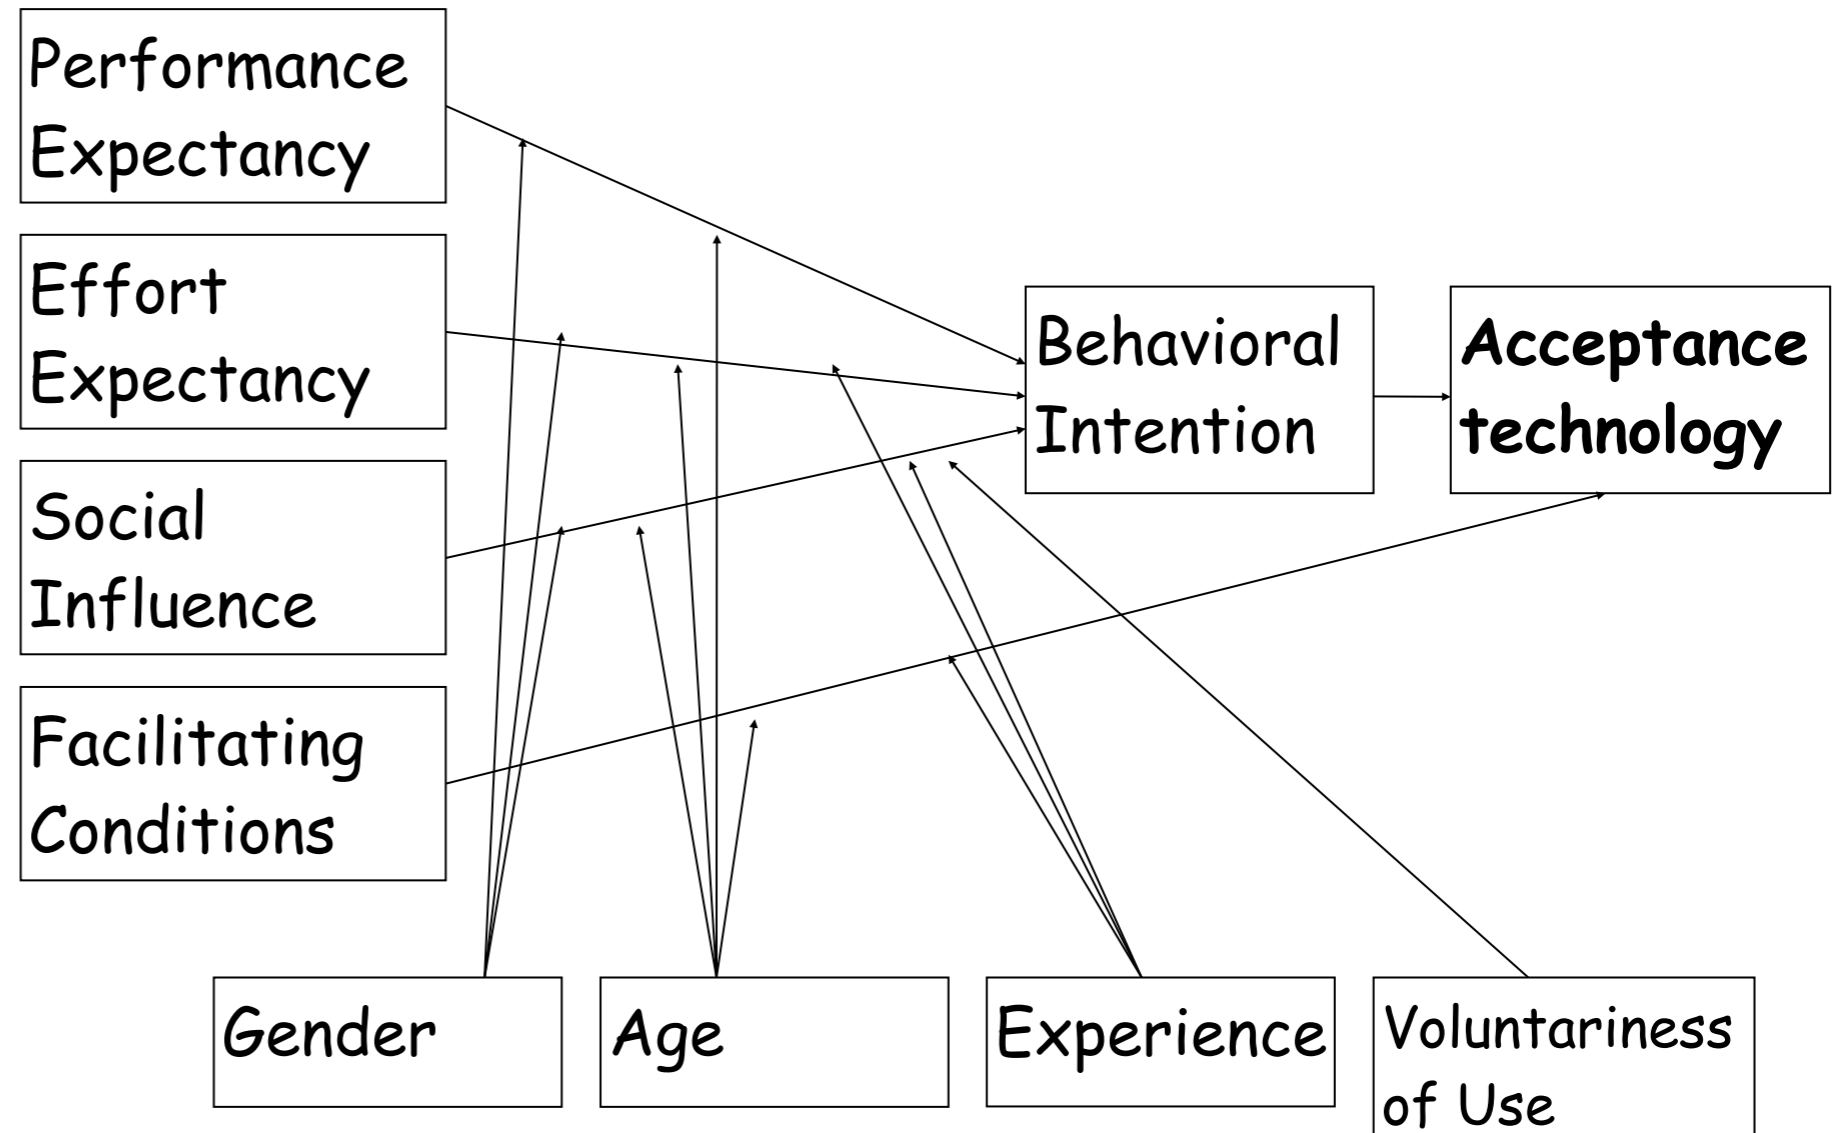 Performance
Expectancy
Effort
Expectancy
Social
Influence
Facilitating
Conditions
Behavioral
Intention
Acceptance
technology
Gender
Age
Experience
Voluntariness
of Use